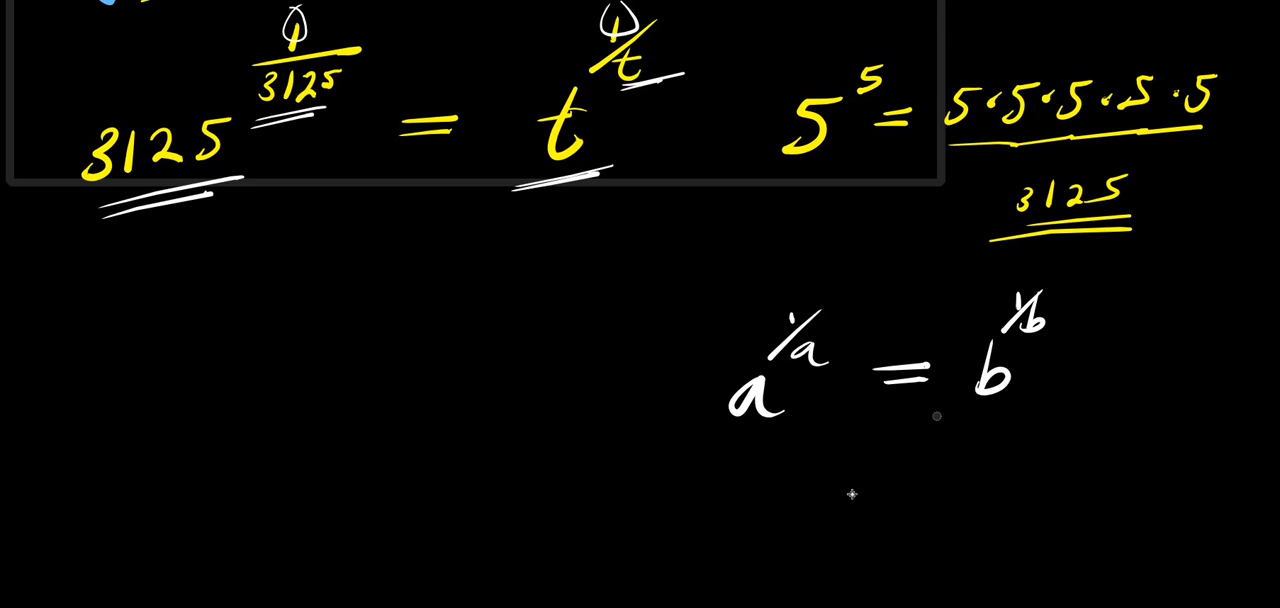 3125^(1/3125) = t^(1/t)
5^5 = 5·5·5·5·5
3125
a^(1/a) = b^(1/b)